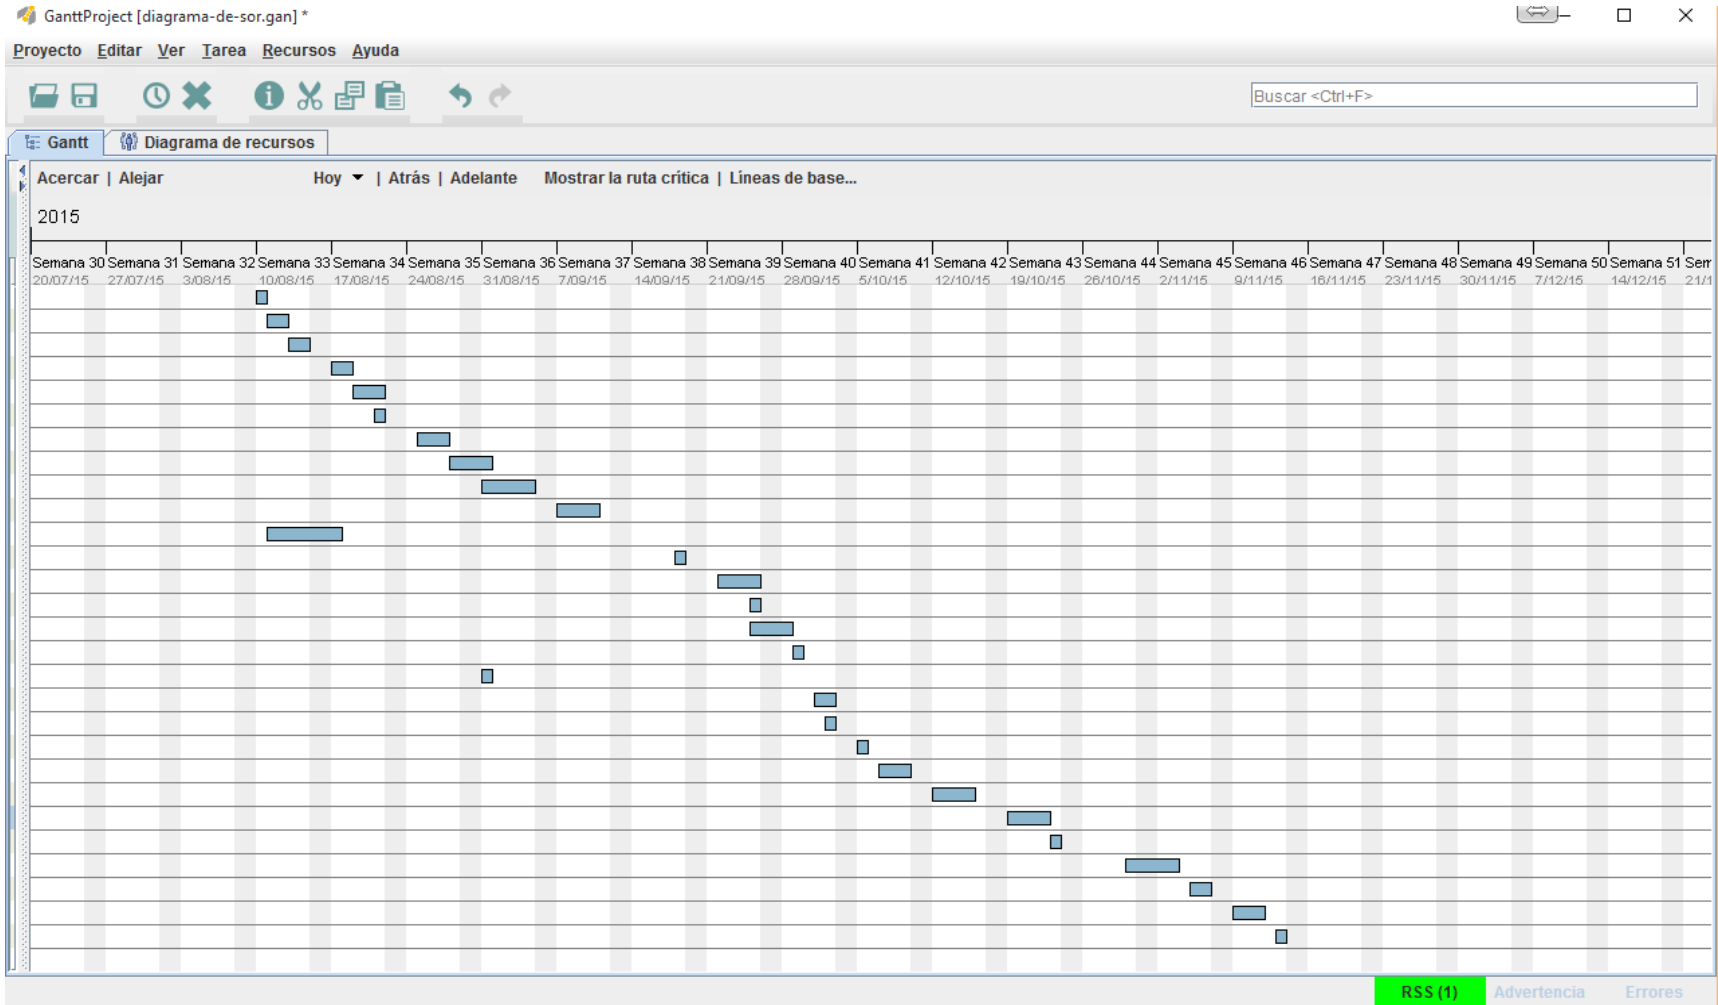 GanttProject [diagrama-de-sor.gan] *
Proyecto Editar Ver Tarea Recursos Ayuda
Buscar <Ctrl+F>
Gantt Diagrama de recursos
Acercar | Alejar Hoy | Atrás | Adelante Mostrar la ruta crítica | Líneas de base...
2015
Semana 30 Semana 31 Semana 32 Semana 33 Semana 34 Semana 35 Semana 36 Semana 37 Semana 38 Semana 39 Semana 40 Semana 41 Semana 42 Semana 43 Semana 44 Semana 45 Semana 46 Semana 47 Semana 48 Semana 49 Semana 50 Semana 51 Sem
20/07/15 27/07/15 3/08/15 10/08/15 17/08/15 24/08/15 31/08/15 7/09/15 14/09/15 21/09/15 28/09/15 5/10/15 12/10/15 19/10/15 26/10/15 2/11/15 9/11/15 16/11/15 23/11/15 30/11/15 7/12/15 14/12/15 21/1
RSS (1) Advertencia Errores